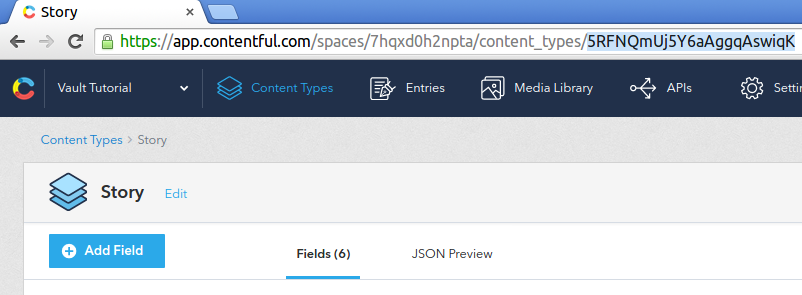 Story
https://app.contentful.com/spaces/7hqxd0h2npta/content_types/5RFNQmUj5Y6aAggqAswiqK
Vault Tutorial Content Types Entries Media Library APIs Settin
Content Types > Story
Story Edit
Add Field Fields (6) JSON Preview